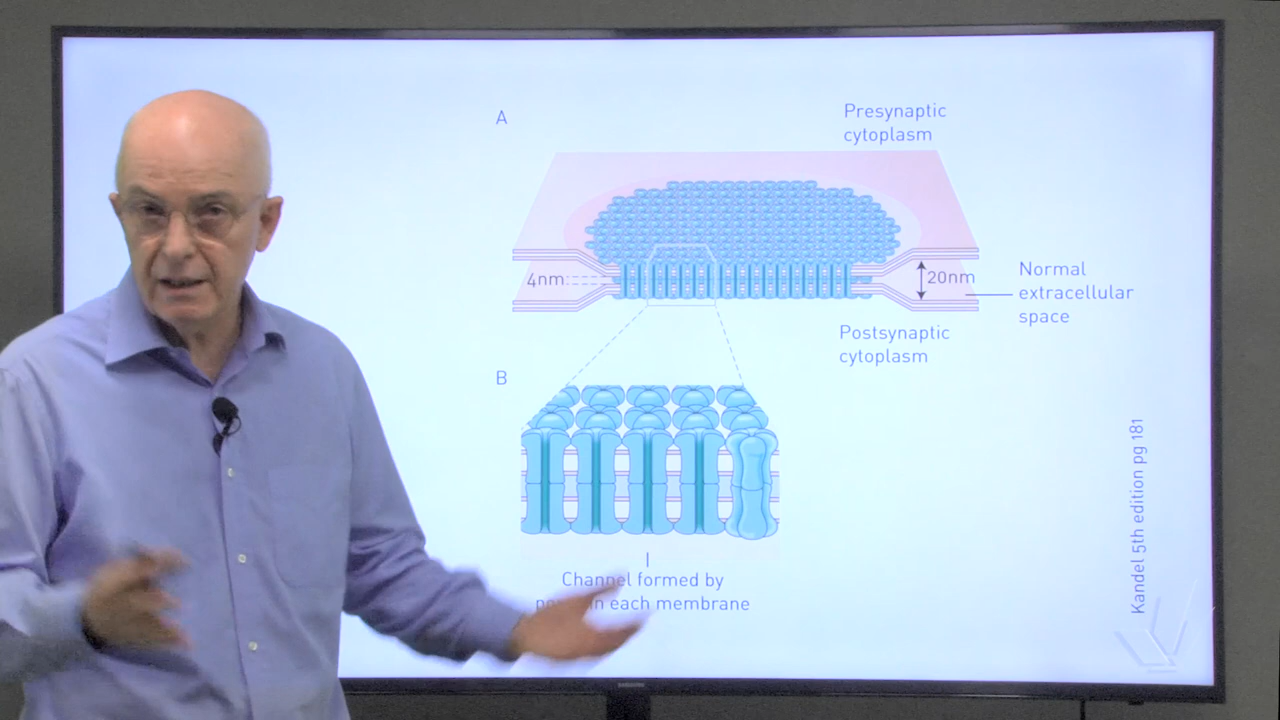 A
Presynaptic
cytoplasm
4nm
20nm
Normal
extracellular
space
Postsynaptic
cytoplasm
B
Channel formed by
in each membrane
Kandel 5th edition pg 181
SAMSUNG